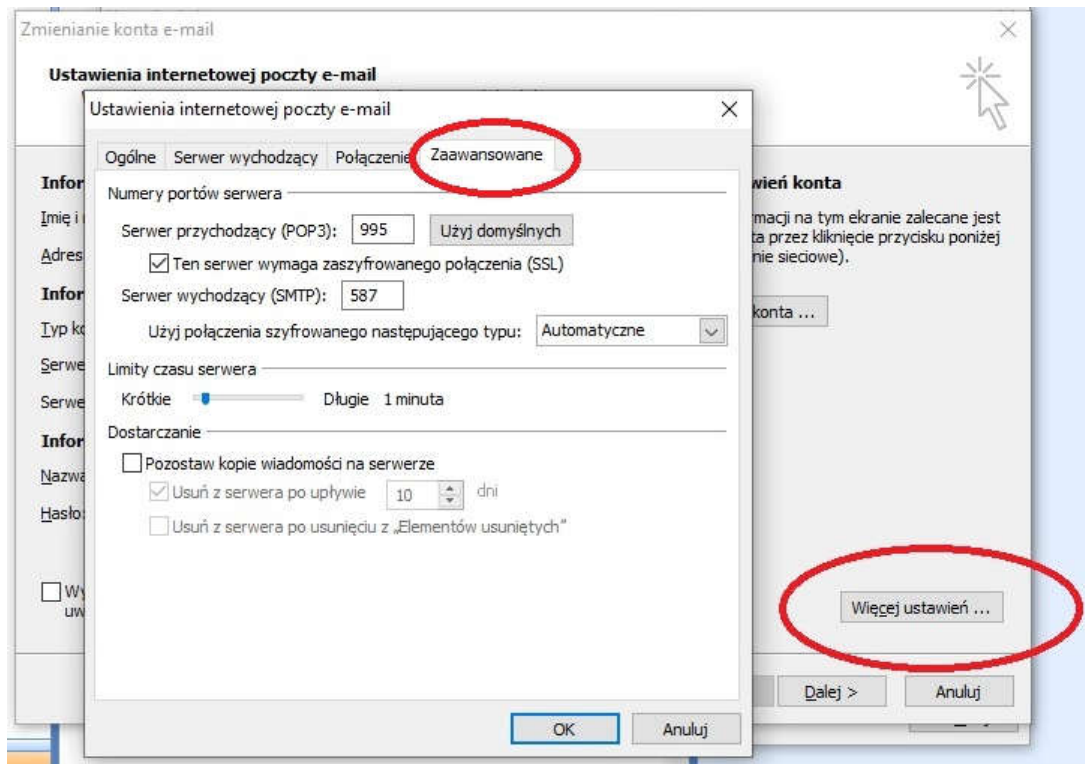 Zmienianie konta e-mail
Ustawienia internetowej poczty e-mail
Ustawienia internetowej poczty e-mail
Ogólne Serwer wychodzący Połączenie Zaawansowane
Numery portów serwera
Serwer przychodzący (POP3): 995 Użyj domyślnych
Ten serwer wymaga zaszyfrowanego połączenia (SSL)
Serwer wychodzący (SMTP): 587
Użyj połączenia szyfrowanego następującego typu: Automatyczne
Limity czasu serwera
Krótkie Długie 1 minuta
Dostarczanie
Pozostaw kopie wiadomości na serwerze
Usuń z serwera po upływie 10 dni
Usuń z serwera po usunięciu z „Elementów usuniętych”
OK Anuluj
Infor
Imię i
Adres
Infor
Typ ko
Serwe
Serwe
Infor
Nazwa
Hasło:
Wy
uw
wień konta
macji na tym ekranie zalecane jest
ta przez kliknięcie przycisku poniżej
nie sieciowe).
konta ...
Więcej ustawień ...
Dalej > Anuluj